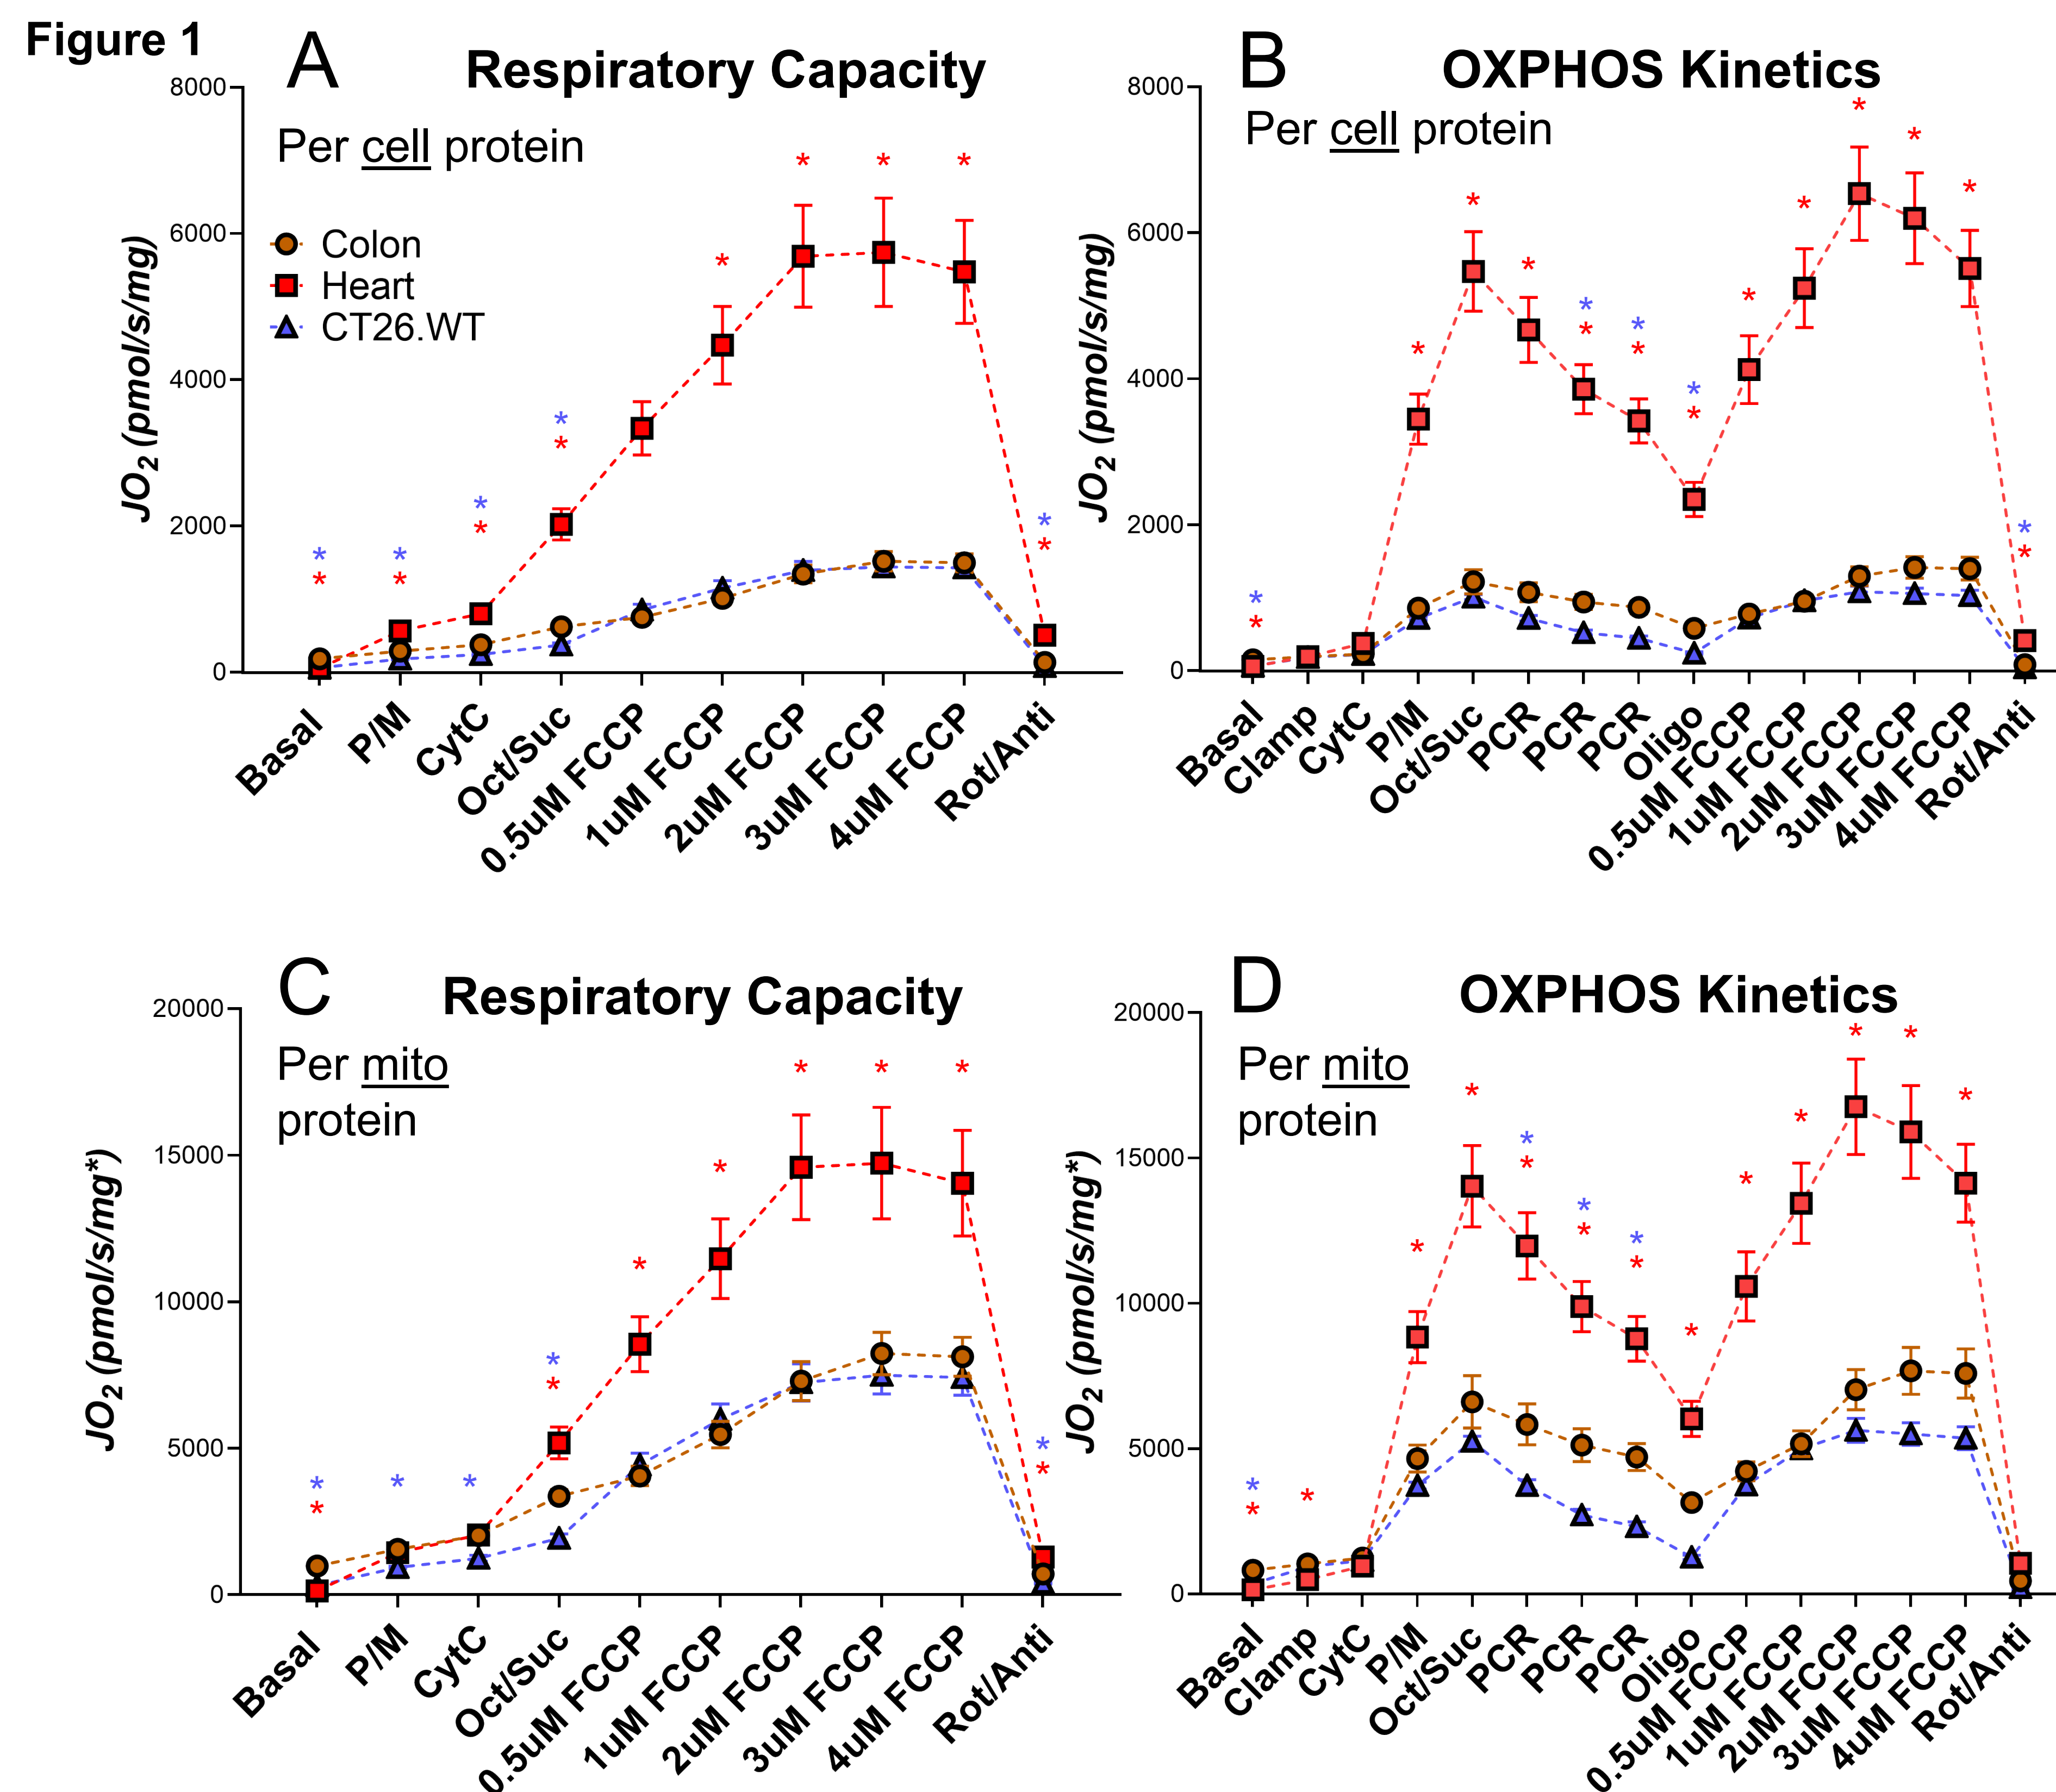 Figure 1
A
Respiratory Capacity
Per cell protein
Colon
Heart
CT26.WT
JO2 (pmol/s/mg)
8000
6000
4000
2000
0
* * * * * * * * * * * *
Basal
P/M
CytC
Oct/Suc
0.5uM FCCP
1uM FCCP
2uM FCCP
3uM FCCP
4uM FCCP
Rot/Anti
B
OXPHOS Kinetics
Per cell protein
JO2 (pmol/s/mg)
8000
6000
4000
2000
0
Basal
Clamp
CytC
P/M
Oct/Suc
PCR
PCR
PCR
Oligo
0.5uM FCCP
1uM FCCP
2uM FCCP
3uM FCCP
4uM FCCP
Rot/Anti
C
Respiratory Capacity
Per mito
protein
JO2 (pmol/s/mg*)
20000
15000
10000
5000
0
Basal
P/M
CytC
Oct/Suc
0.5uM FCCP
1uM FCCP
2uM FCCP
3uM FCCP
4uM FCCP
Rot/Anti
D
OXPHOS Kinetics
Per mito
protein
JO2 (pmol/s/mg*)
20000
15000
10000
5000
0
Basal
Clamp
CytC
P/M
Oct/Suc
PCR
PCR
PCR
Oligo
0.5uM FCCP
1uM FCCP
2uM FCCP
3uM FCCP
4uM FCCP
Rot/Anti